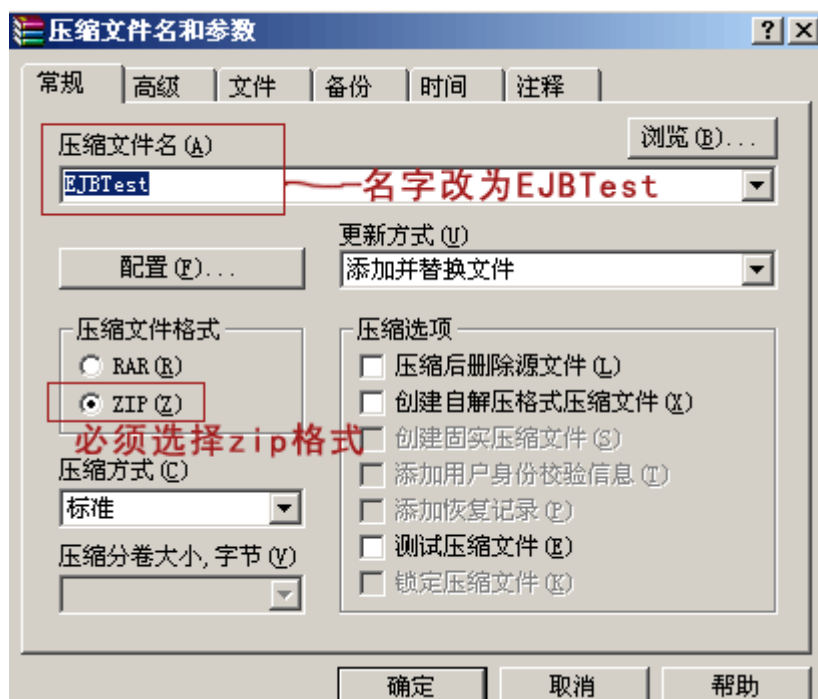 压缩文件名和参数
常规 高级 文件 备份 时间 注释
压缩文件名(A)
浏览(B)...
EJBTest
名字改为EJBTest
配置(F)...
更新方式(U)
添加并替换文件
压缩文件格式
RAR(R)
ZIP(Z)
必须选择zip格式
压缩方式(C)
标准
压缩分卷大小,字节(V)
压缩选项
压缩后删除源文件(L)
创建自解压格式压缩文件(X)
创建固实压缩文件(S)
添加用户身份校验信息(T)
添加恢复记录(P)
测试压缩文件(E)
锁定压缩文件(K)
确定 取消 帮助